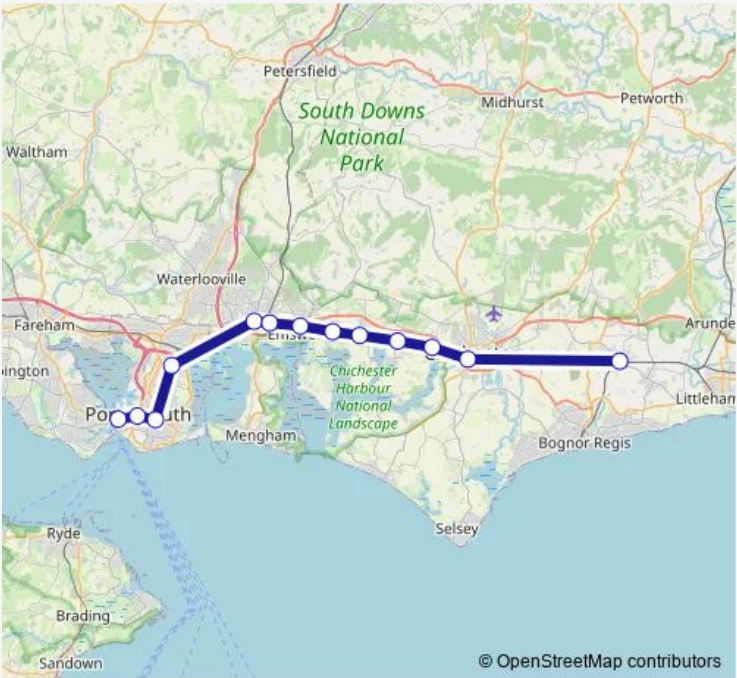 Petersfield
South Downs
National
Park
Midhurst
Petworth
Waltham
Waterlooville
Fareham
Arunde
ington
Chichester
Harbour
National
Landscape
Littleham
Mengham
Bognor Regis
Selsey
Ryde
Brading
Sandown
© OpenStreetMap contributors